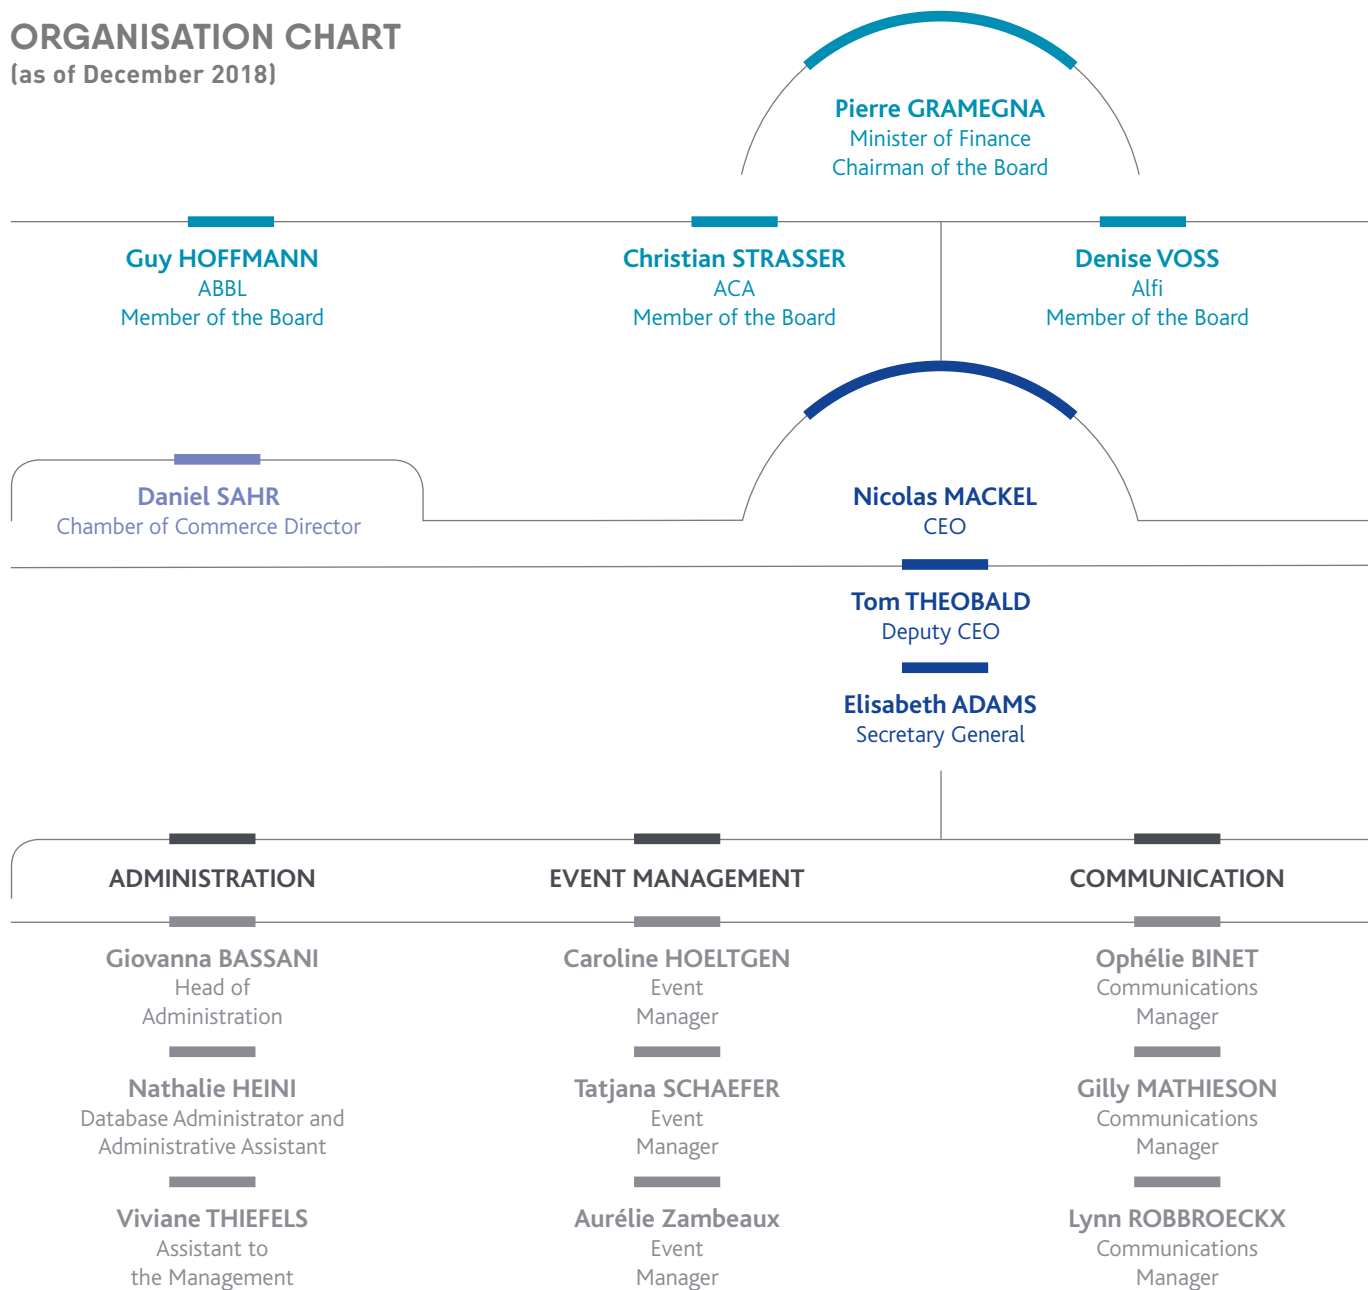 ORGANISATION CHART
(as of December 2018)
Pierre GRAMEGNA
Minister of Finance
Chairman of the Board
Guy HOFFMANN
ABBL
Member of the Board
Christian STRASSER
ACA
Member of the Board
Denise VOSS
Alfi
Member of the Board
Daniel SAHR
Chamber of Commerce Director
Nicolas MACKEL
CEO
Tom THEOBALD
Deputy CEO
Elisabeth ADAMS
Secretary General
ADMINISTRATION
Giovanna BASSANI
Head of
Administration
Nathalie HEINI
Database Administrator and
Administrative Assistant
Viviane THIEFELS
Assistant to
the Management
EVENT MANAGEMENT
Caroline HOELTGEN
Event
Manager
Tatjana SCHAEFER
Event
Manager
Aurélie Zambeaux
Event
Manager
COMMUNICATION
Ophélie BINET
Communications
Manager
Gilly MATHIESON
Communications
Manager
Lynn ROBBROECKX
Communications
Manager